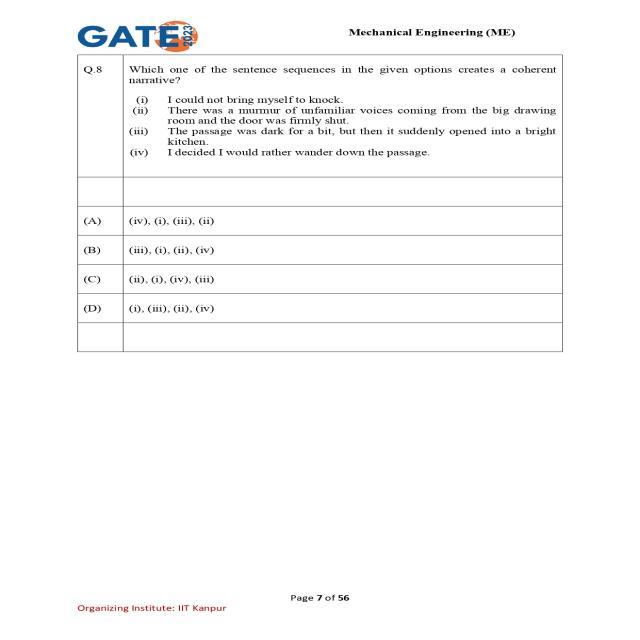 GATE 2023
Mechanical Engineering (ME)
Q.8 Which one of the sentence sequences in the given options creates a coherent
narrative?
(i) I could not bring myself to knock.
(ii) There was a murmur of unfamiliar voices coming from the big drawing
room and the door was firmly shut.
(iii) The passage was dark for a bit, but then it suddenly opened into a bright
kitchen.
(iv) I decided I would rather wander down the passage.
(A) (iv), (i), (iii), (ii)
(B) (iii), (i), (ii), (iv)
(C) (ii), (i), (iv), (iii)
(D) (i), (iii), (ii), (iv)
Page 7 of 56
Organizing Institute: IIT Kanpur